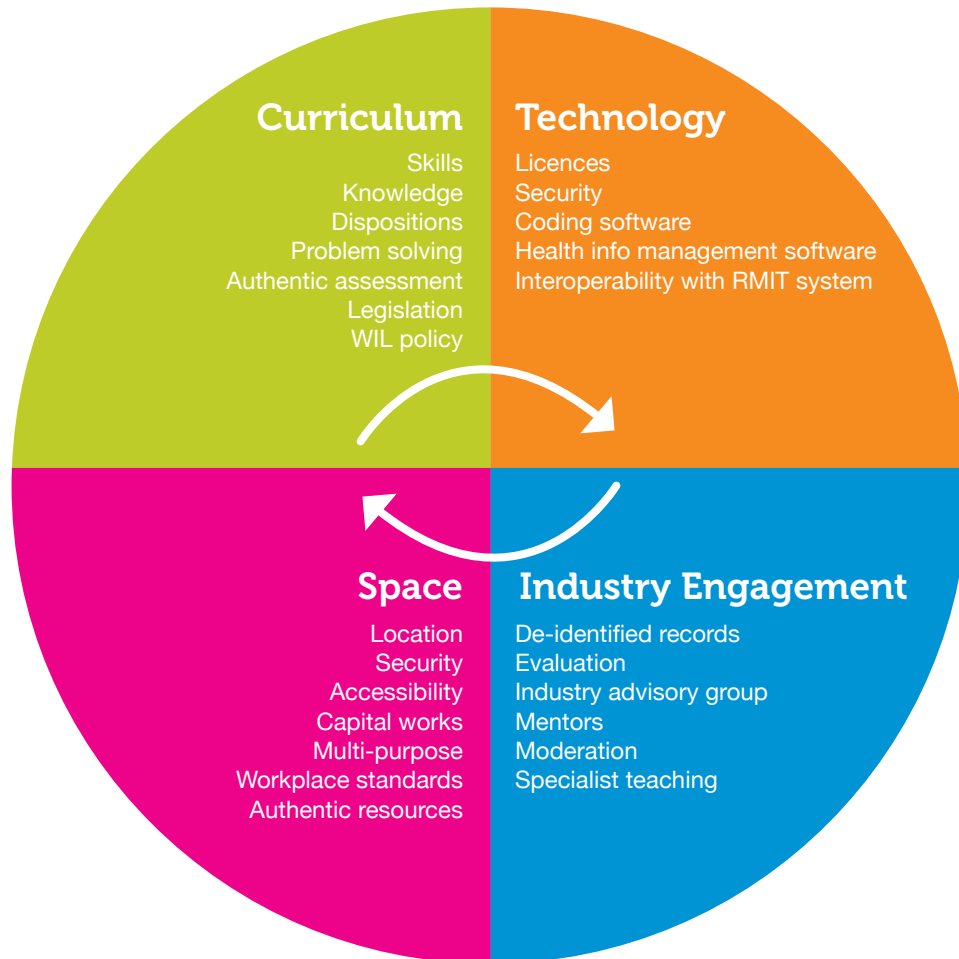 Curriculum
Skills
Knowledge
Dispositions
Problem solving
Authentic assessment
Legislation
WIL policy
Technology
Licences
Security
Coding software
Health info management software
Interoperability with RMIT system
Space
Location
Security
Accessibility
Capital works
Multi-purpose
Workplace standards
Authentic resources
Industry Engagement
De-identified records
Evaluation
Industry advisory group
Mentors
Moderation
Specialist teaching